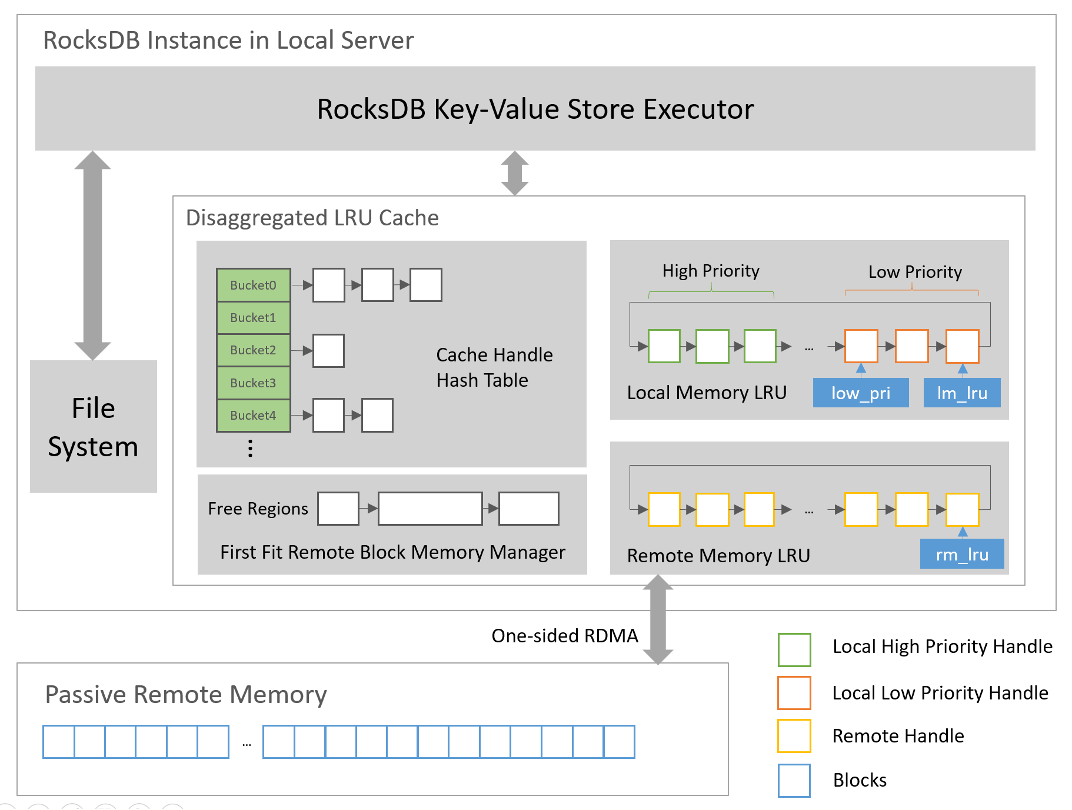 RocksDB Instance in Local Server
RocksDB Key-Value Store Executor
Disaggregated LRU Cache
Bucket0
Bucket1
Bucket2
Bucket3
Bucket4
Cache Handle
Hash Table
High Priority
Low Priority
...
Local Memory LRU
low_pri
lm_lru
File
System
Free Regions
First Fit Remote Block Memory Manager
...
Remote Memory LRU
rm_lru
One-sided RDMA
Passive Remote Memory
...
Local High Priority Handle
Local Low Priority Handle
Remote Handle
Blocks